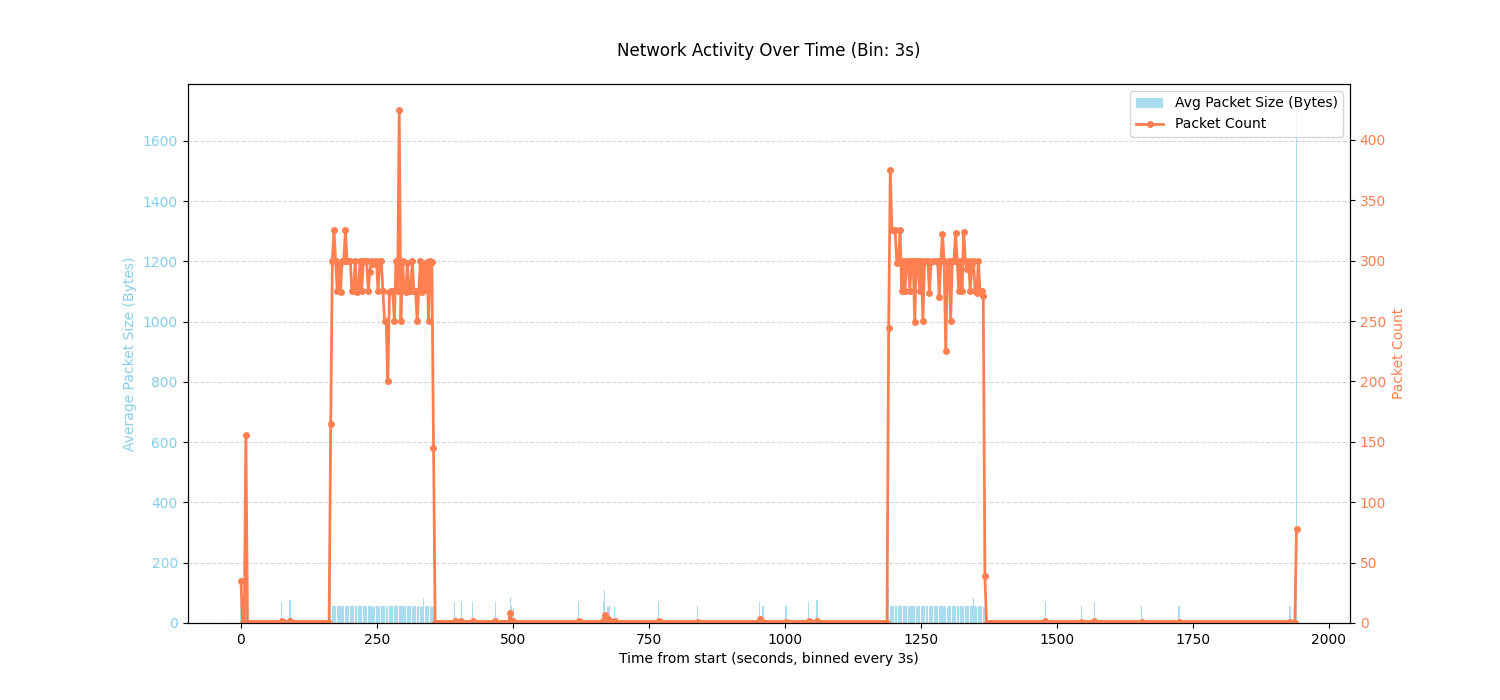 Network Activity Over Time (Bin: 3s)
Avg Packet Size (Bytes)
Packet Count
1600
1400
1200
1000
800
600
400
200
0
Average Packet Size (Bytes)
400
350
300
250
200
150
100
50
0
Packet Count
0 250 500 750 1000 1250 1500 1750 2000
Time from start (seconds, binned every 3s)